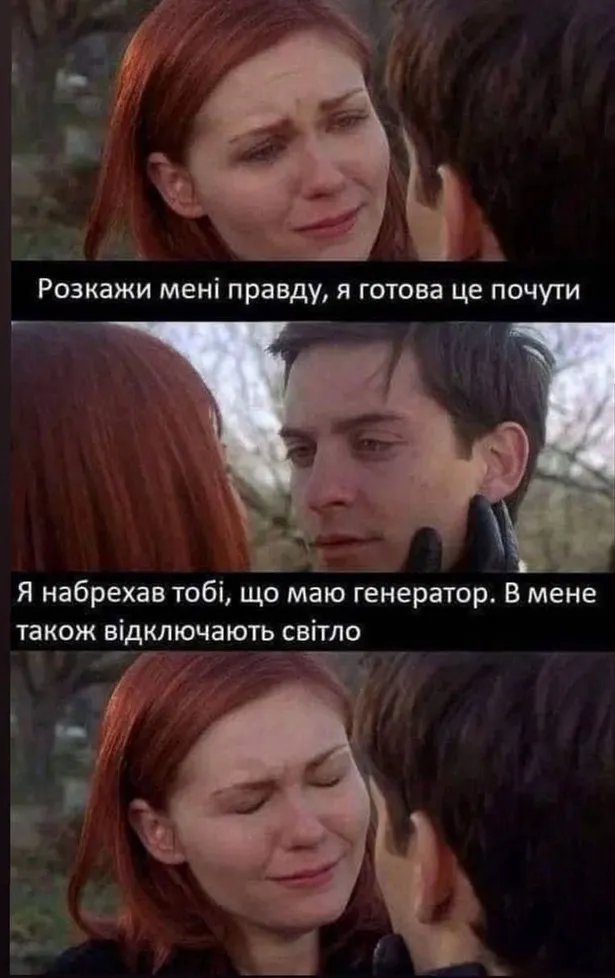 Розкажи мені правду, я готова це почути
Я набрехав тобі, що маю генератор. В мене
також відключають світло